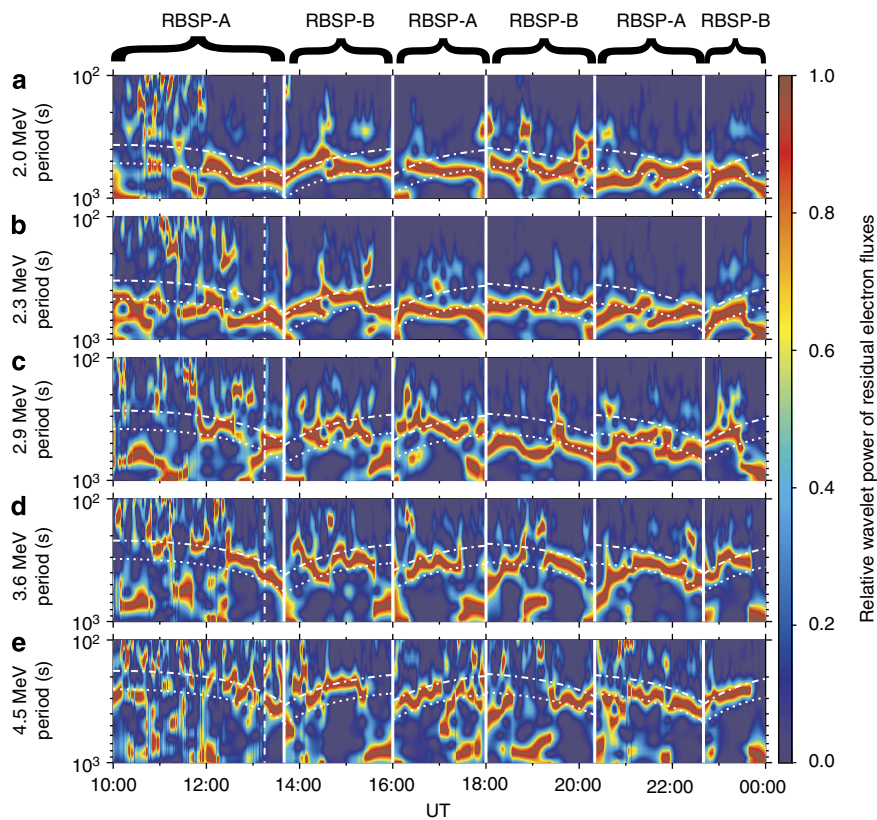 RBSP-A RBSP-B RBSP-A RBSP-B RBSP-A RBSP-B
a
2.0 MeV
period (s)
10²
10³
b
2.3 MeV
period (s)
10²
10³
c
2.9 MeV
period (s)
10²
10³
d
3.6 MeV
period (s)
10²
10³
e
4.5 MeV
period (s)
10²
10³
10:00 12:00 14:00 16:00 18:00 20:00 22:00 00:00
UT
1.0
0.8
0.6
0.4
0.2
0.0
Relative wavelet power of residual electron fluxes